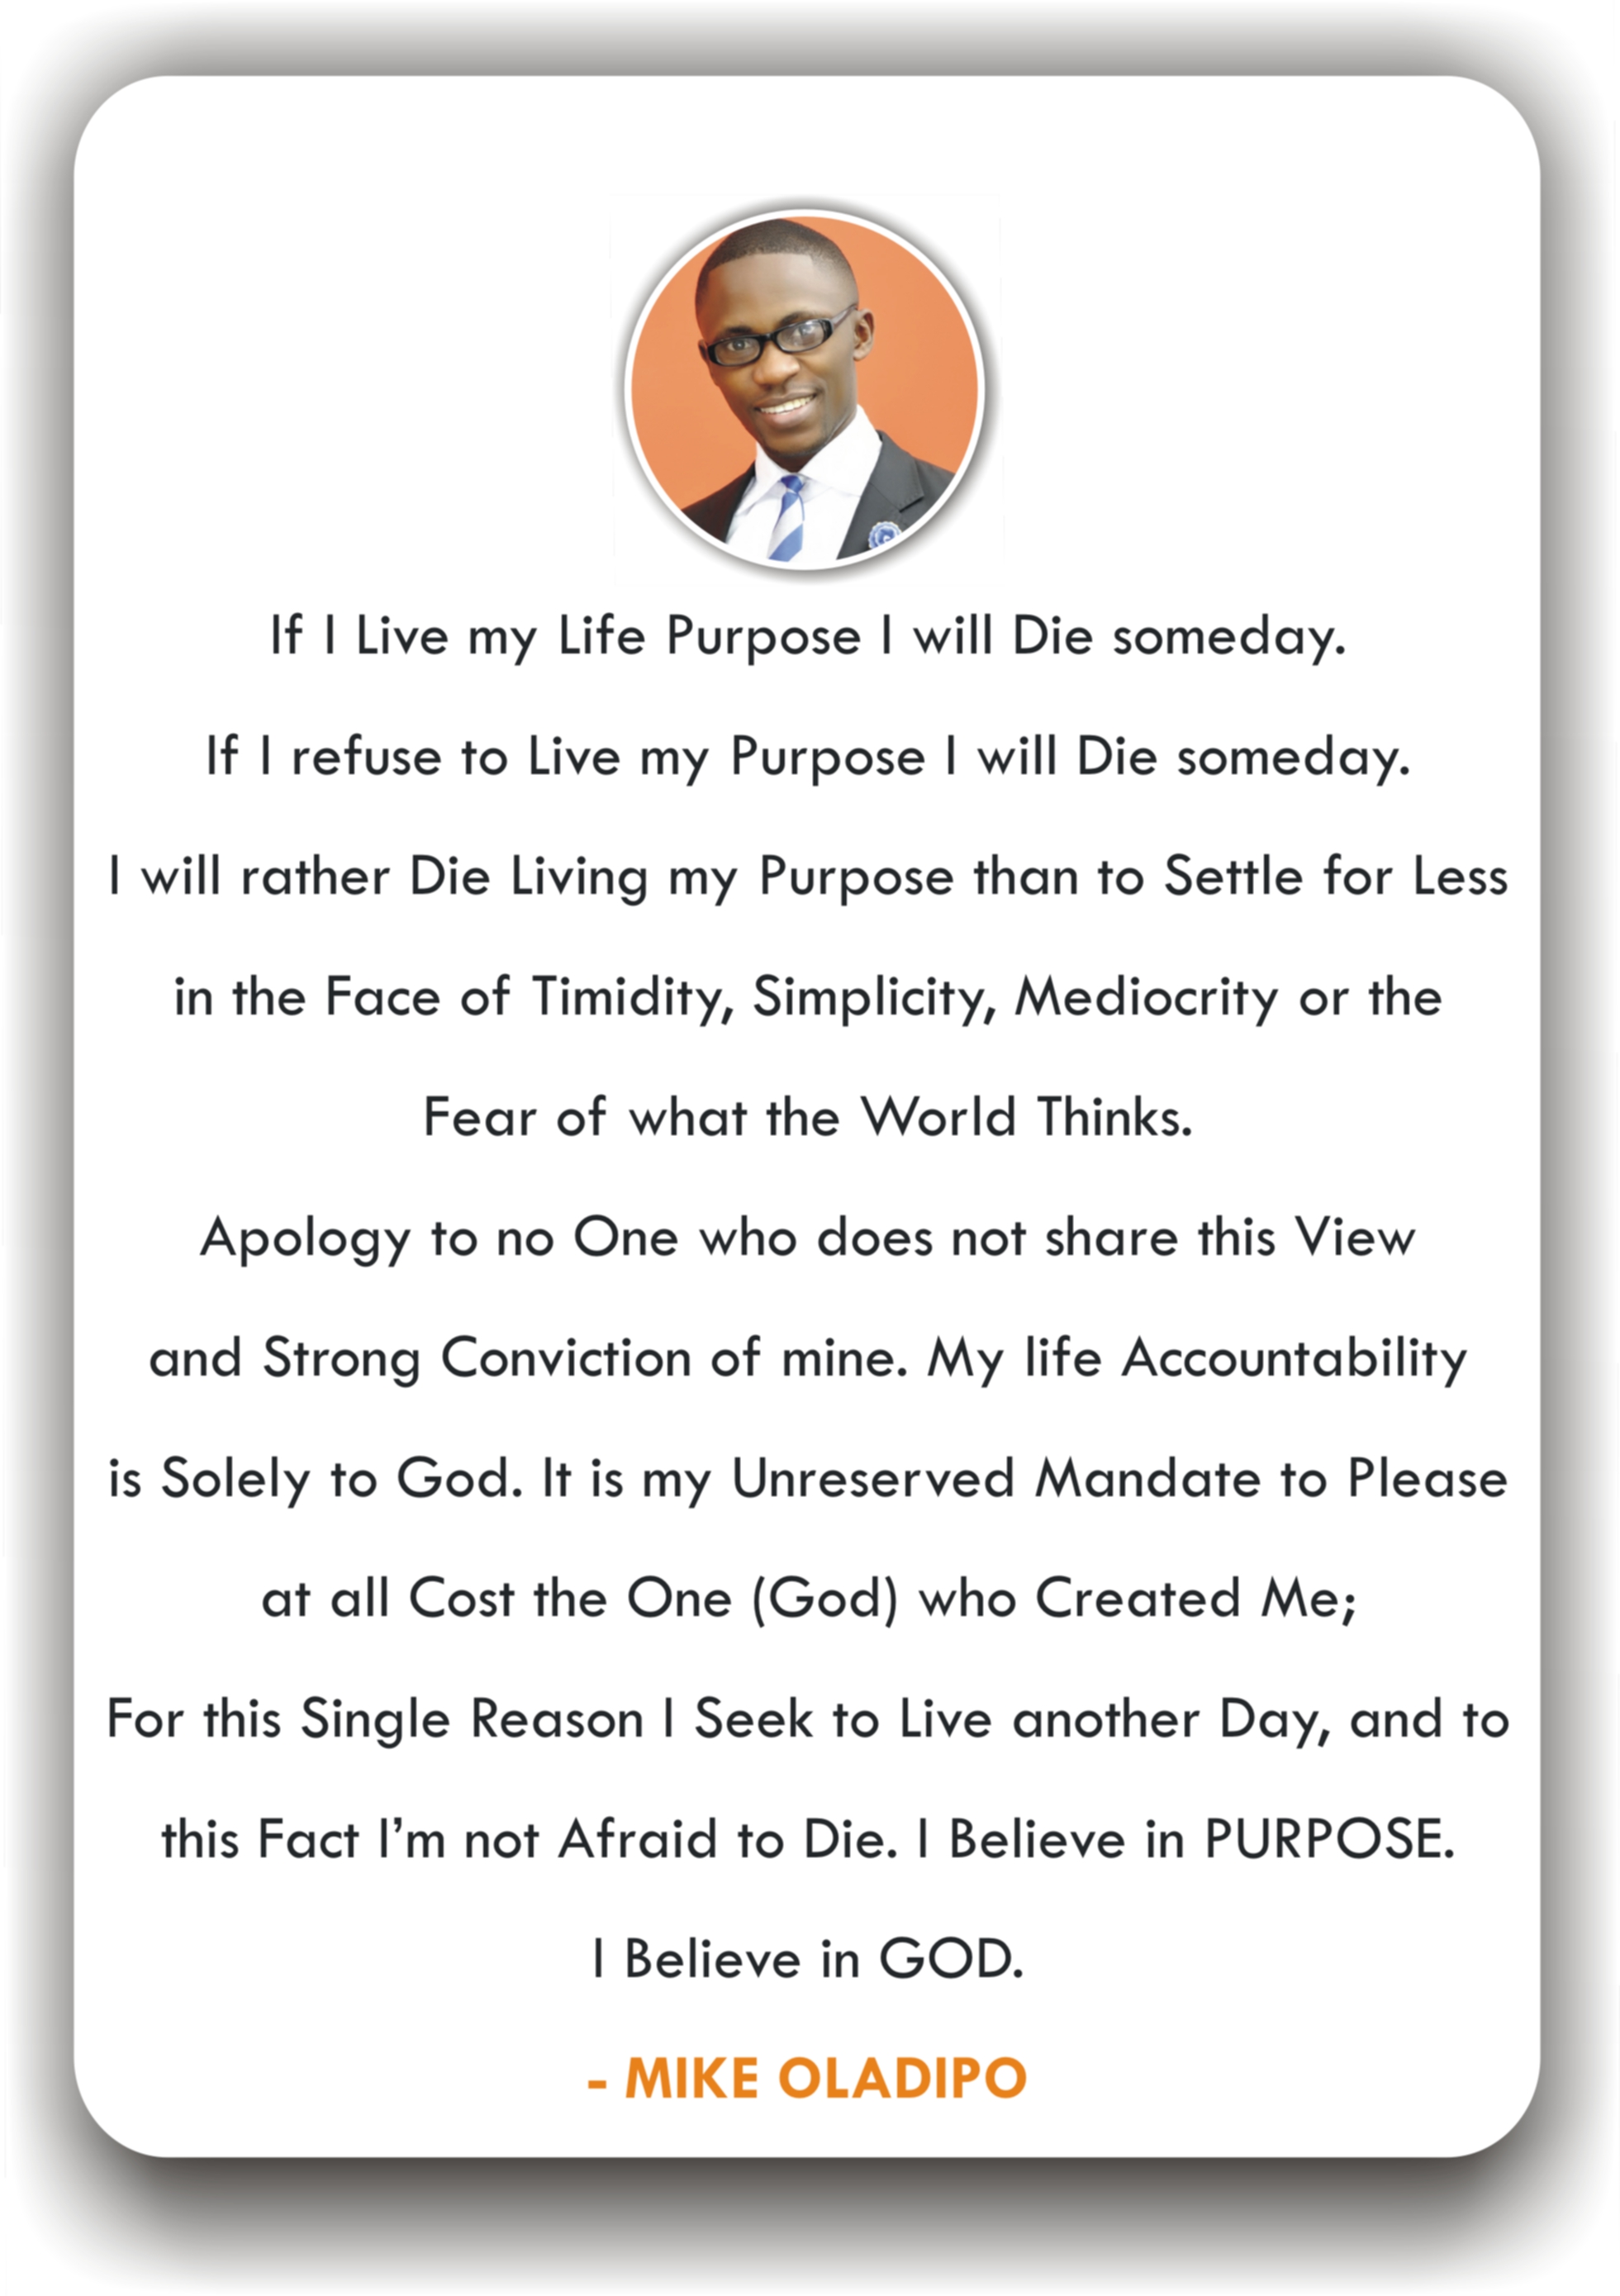 If I Live my Life Purpose I will Die someday.
If I refuse to Live my Purpose I will Die someday.
I will rather Die Living my Purpose than to Settle for Less
in the Face of Timidity, Simplicity, Mediocrity or the
Fear of what the World Thinks.
Apology to no One who does not share this View
and Strong Conviction of mine. My life Accountability
is Solely to God. It is my Unreserved Mandate to Please
at all Cost the One (God) who Created Me;
For this Single Reason I Seek to Live another Day, and to
this Fact I’m not Afraid to Die. I Believe in PURPOSE.
I Believe in GOD.
- MIKE OLADIPO